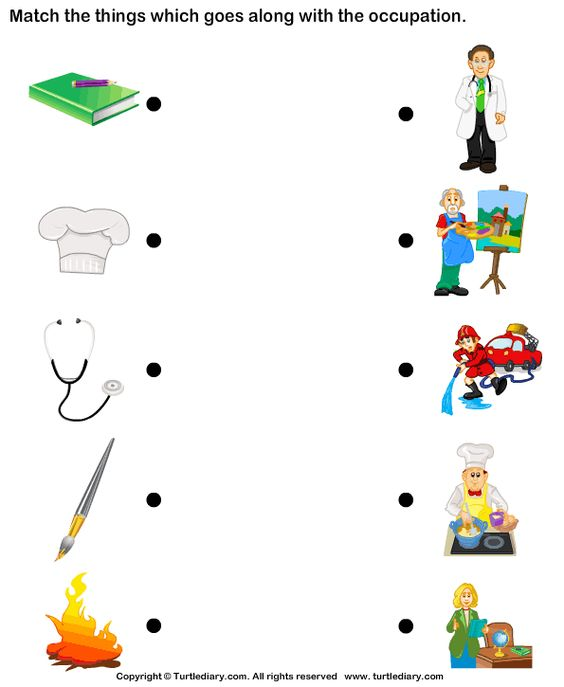 Match the things which goes along with the occupation.
Copyright © Turtlediary.com. All rights reserved www. turtlediary.com